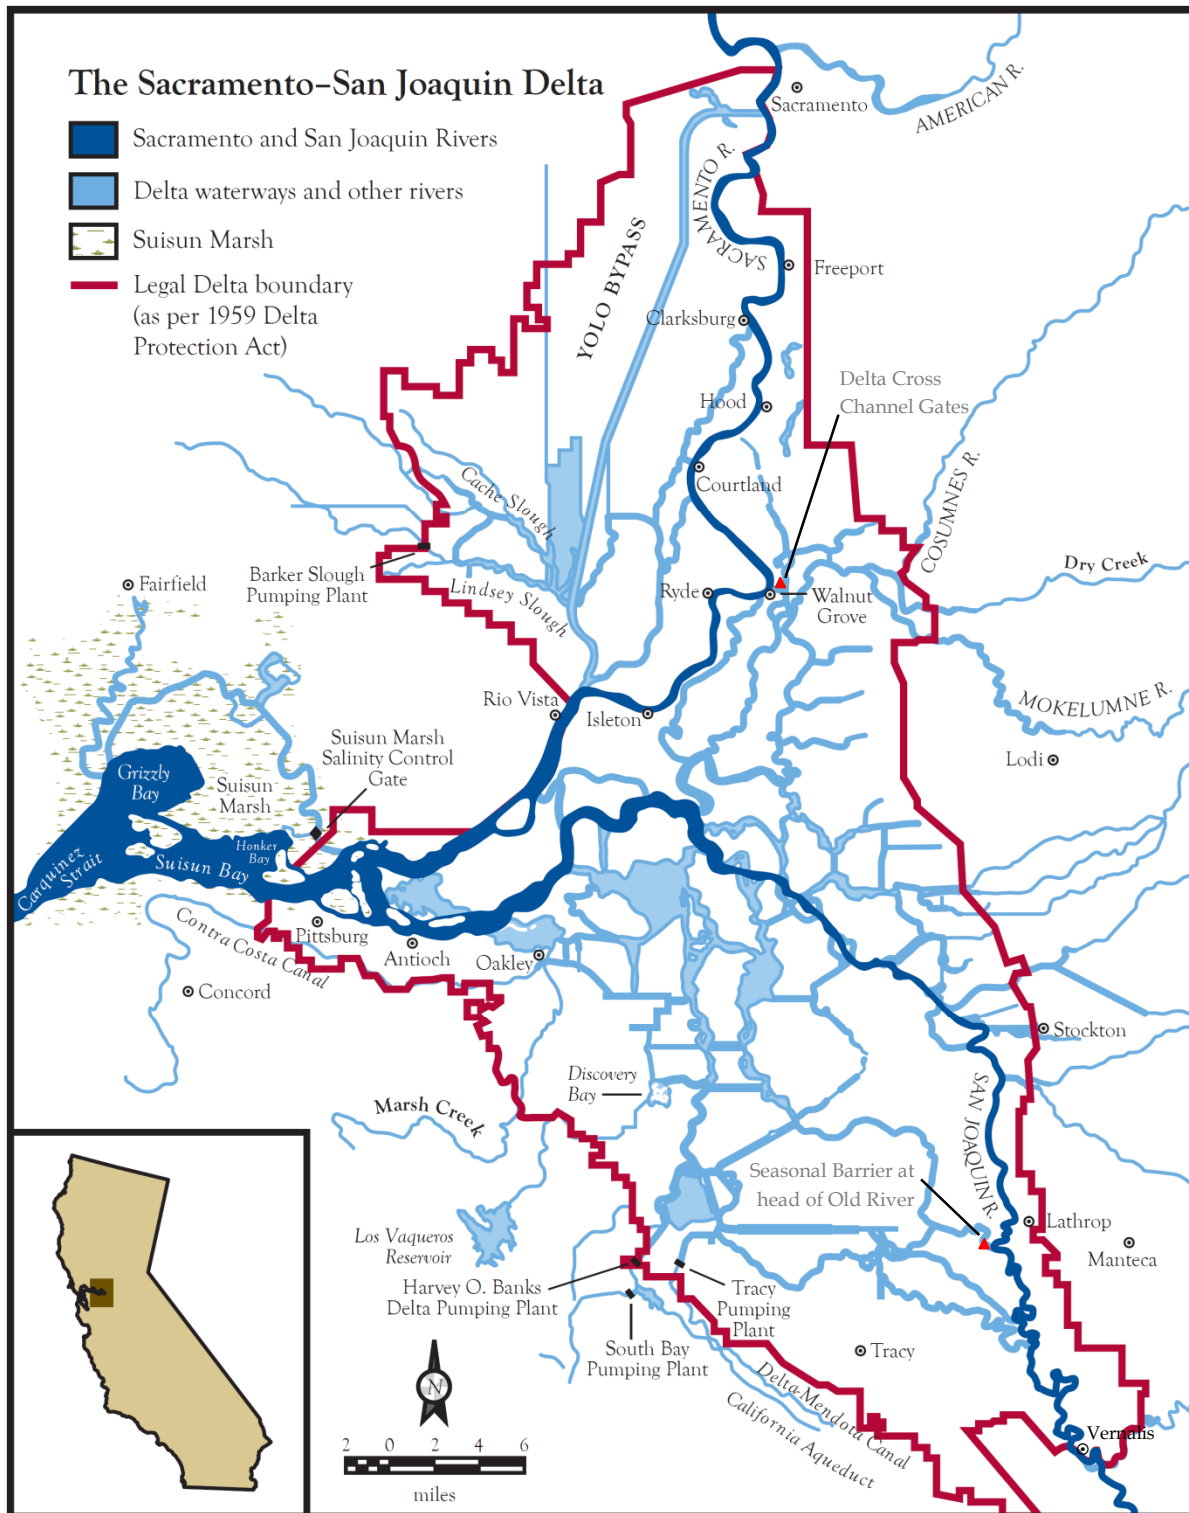 The Sacramento–San Joaquin Delta
Sacramento and San Joaquin Rivers
Delta waterways and other rivers
Suisun Marsh
Legal Delta boundary
(as per 1959 Delta
Protection Act)
Sacramento
AMERICAN R.
SACRAMENTO R.
YOLO BYPASS
Freeport
Clarksburg
Delta Cross
Channel Gates
Hood
Courtland
COSUMNES R.
Cache Slough
Barker Slough
Pumping Plant
Lindsey Slough
Dry Creek
Fairfield
Ryde
Walnut
Grove
MOKELUMNE R.
Rio Vista
Isleton
Lodi
Suisun Marsh
Salinity Control
Gate
Grizzly
Bay
Suisun
Marsh
Honker
Bay
Suisun Bay
Carquinez
Strait
Contra Costa Canal
Pittsburg
Antioch
Oakley
Concord
Stockton
Discovery
Bay
Marsh Creek
SAN JOAQUIN R.
Seasonal Barrier at
head of Old River
Los Vaqueros
Reservoir
Lathrop
Manteca
Harvey O. Banks
Delta Pumping Plant
Tracy
Pumping
Plant
South Bay
Pumping Plant
Tracy
Delta-Mendota Canal
California Aqueduct
Vernalis
N
2 0 2 4 6
miles